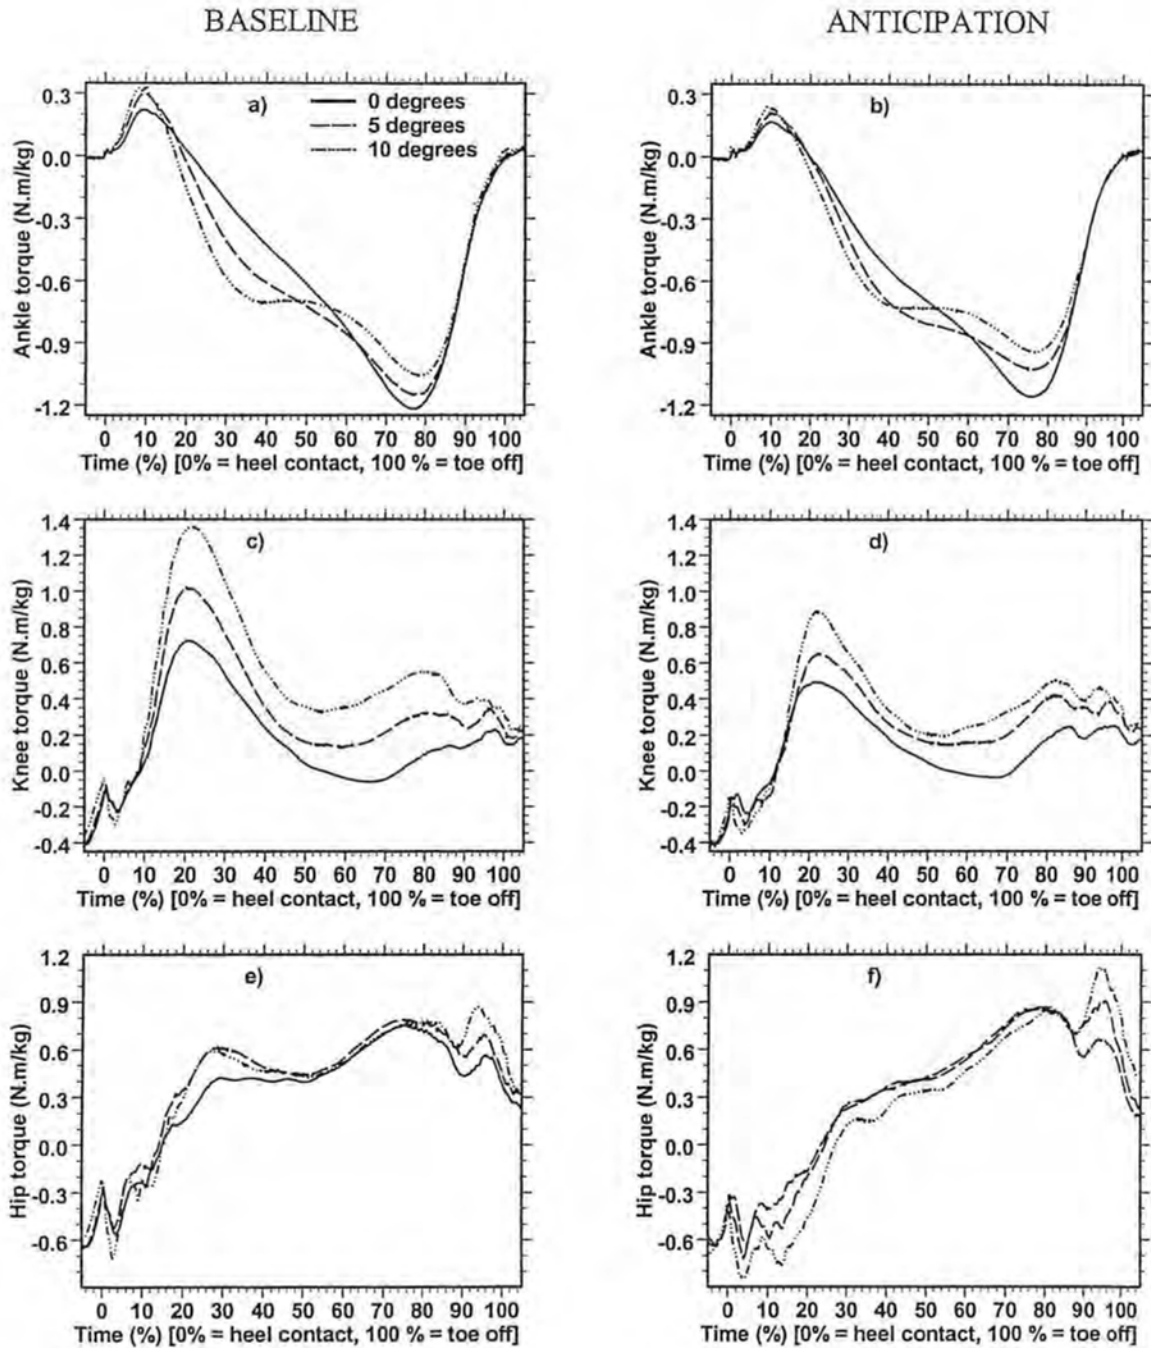 BASELINE
ANTICIPATION
a)
0 degrees
5 degrees
10 degrees
Ankle torque (N.m/kg)
0.3
0.0
-0.3
-0.6
-0.9
-1.2
0 10 20 30 40 50 60 70 80 90 100
Time (%) [0% = heel contact, 100 % = toe off]
b)
Ankle torque (N.m/kg)
0.3
0.0
-0.3
-0.6
-0.9
-1.2
0 10 20 30 40 50 60 70 80 90 100
Time (%) [0% = heel contact, 100 % = toe off]
c)
Knee torque (N.m/kg)
1.4
1.2
1.0
0.8
0.6
0.4
0.2
0.0
-0.2
-0.4
0 10 20 30 40 50 60 70 80 90 100
Time (%) [0% = heel contact, 100 % = toe off]
d)
Knee torque (N.m/kg)
1.4
1.2
1.0
0.8
0.6
0.4
0.2
0.0
-0.2
-0.4
0 10 20 30 40 50 60 70 80 90 100
Time (%) [0% = heel contact, 100 % = toe off]
e)
Hip torque (N.m/kg)
1.2
0.9
0.6
0.3
0.0
-0.3
-0.6
0 10 20 30 40 50 60 70 80 90 100
Time (%) [0% = heel contact, 100 % = toe off]
f)
Hip torque (N.m/kg)
1.2
0.9
0.6
0.3
0.0
-0.3
-0.6
0 10 20 30 40 50 60 70 80 90 100
Time (%) [0% = heel contact, 100 % = toe off]